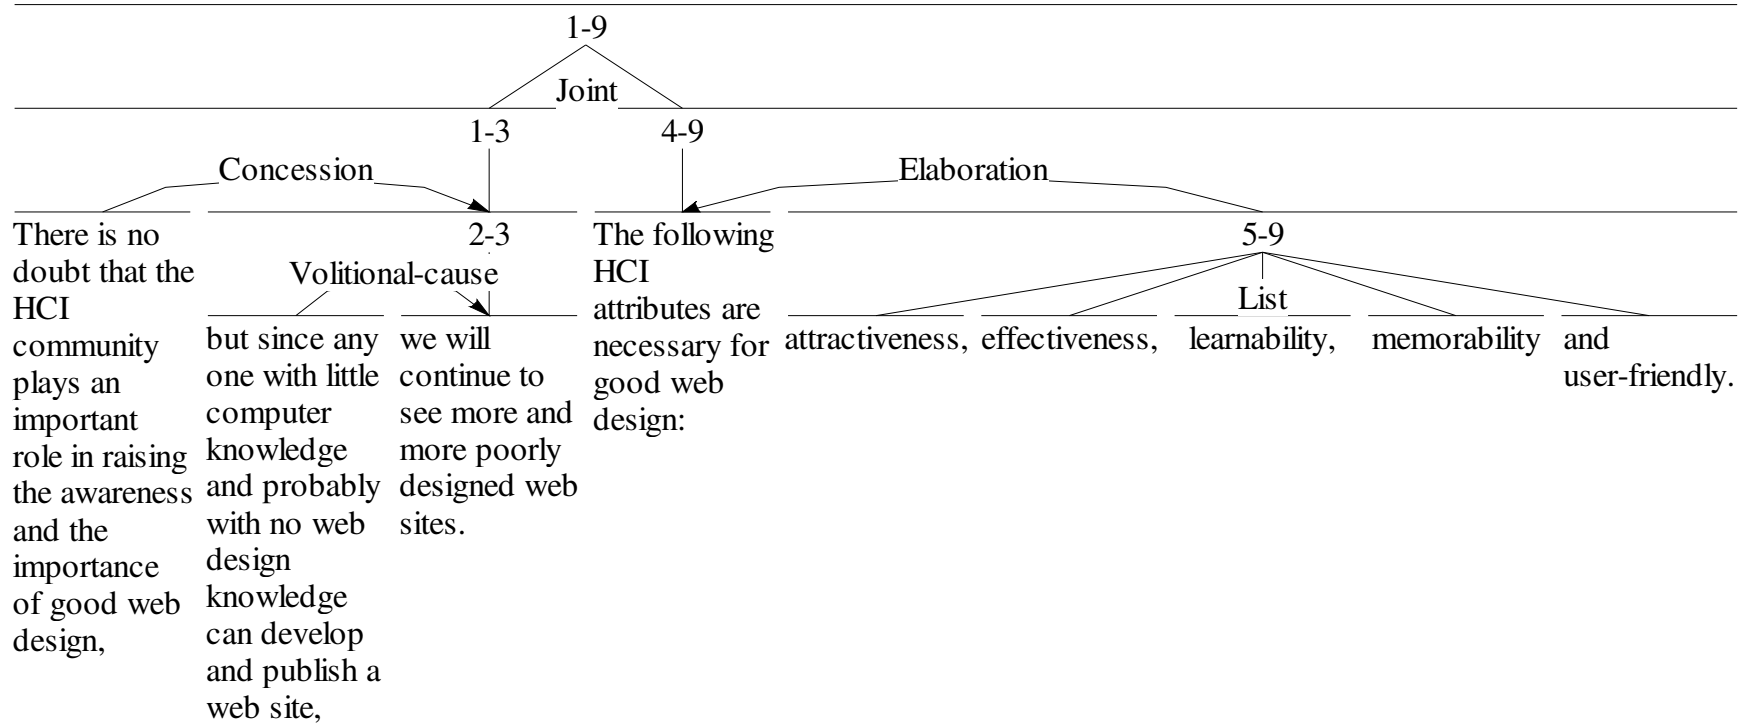 1-9
Joint
1-3
4-9
Concession
Elaboration
There is no
doubt that the
HCI
community
plays an
important
role in raising
the awareness
and the
importance
of good web
design,
2-3
Volitional-cause
but since any
one with little
computer
knowledge
and probably
with no web
design
knowledge
can develop
and publish a
web site,
we will
continue to
see more and
more poorly
designed web
sites.
The following
HCI
attributes are
necessary for
good web
design:
5-9
List
attractiveness,
effectiveness,
learnability,
memorability
and
user-friendly.